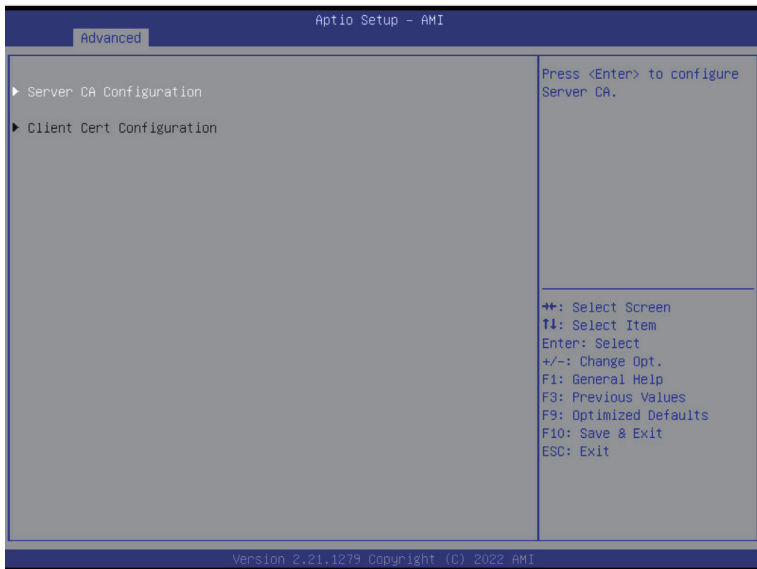 Aptio Setup – AMI
Advanced
Server CA Configuration
Client Cert Configuration
Press <Enter> to configure
Server CA.
→←: Select Screen
↑↓: Select Item
Enter: Select
+/-: Change Opt.
F1: General Help
F3: Previous Values
F9: Optimized Defaults
F10: Save & Exit
ESC: Exit
Version 2.21.1279 Copyright (C) 2022 AMI